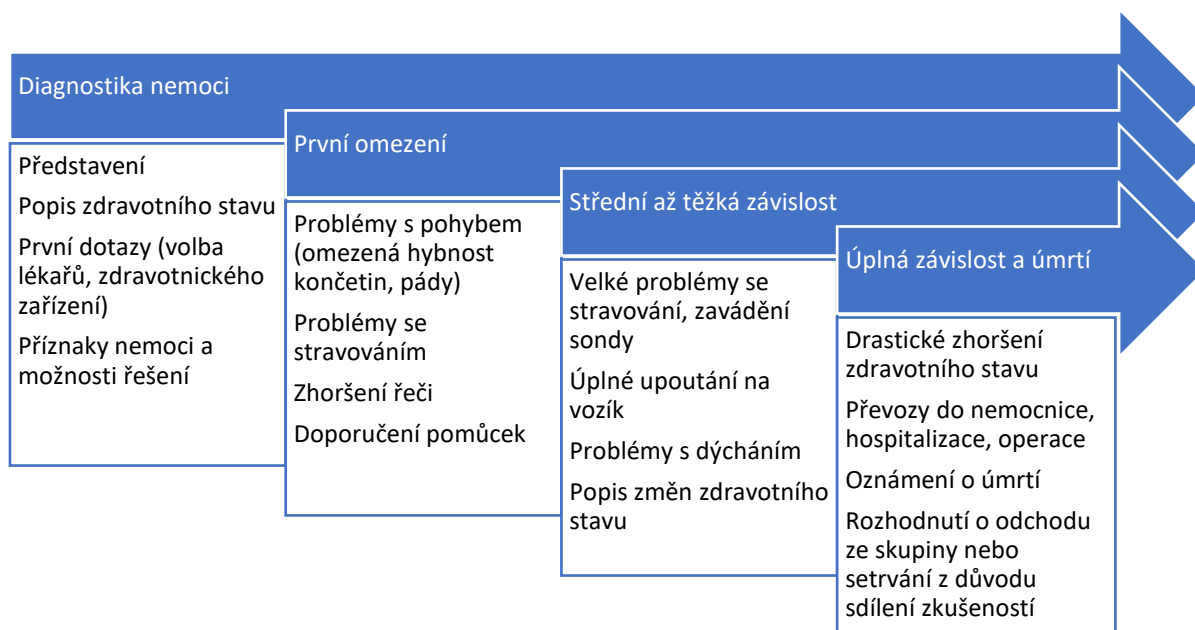 Diagnostika nemoci
Představení
Popis zdravotního stavu
První dotazy (volba
lékařů, zdravotnického
zařízení)
Příznaky nemoci a
možnosti řešení
První omezení
Problémy s pohybem
(omezená hybnost
končetin, pády)
Problémy se
stravováním
Zhoršení řeči
Doporučení pomůcek
Střední až těžká závislost
Velké problémy se
stravování, zavádění
sondy
Úplné upoutání na
vozík
Problémy s dýcháním
Popis změn zdravotního
stavu
Úplná závislost a úmrtí
Drastické zhoršení
zdravotního stavu
Převozy do nemocnice,
hospitalizace, operace
Oznámení o úmrtí
Rozhodnutí o odchodu
ze skupiny nebo
setrvání z důvodu
sdílení zkušeností